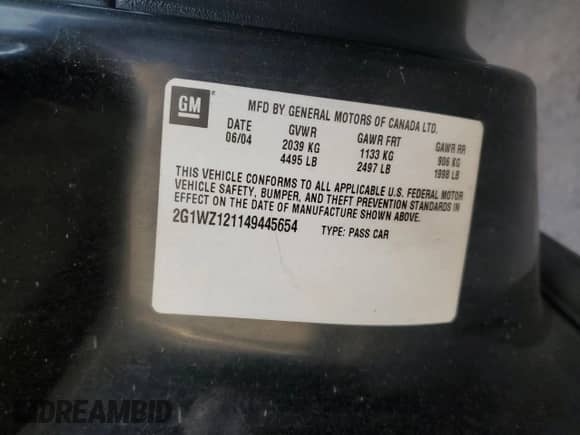 GM
MFD BY GENERAL MOTORS OF CANADA LTD.
DATE GVWR GAWR FRT GAWR RR
06/04 2039 KG 1133 KG 906 KG
4495 LB 2497 LB 1998 LB
THIS VEHICLE CONFORMS TO ALL APPLICABLE U.S. FEDERAL MOTOR
VEHICLE SAFETY, BUMPER, AND THEFT PREVENTION STANDARDS IN
EFFECT ON THE DATE OF MANUFACTURE SHOWN ABOVE.
2G1WZ121149445654 TYPE: PASS CAR
IDREAMBID